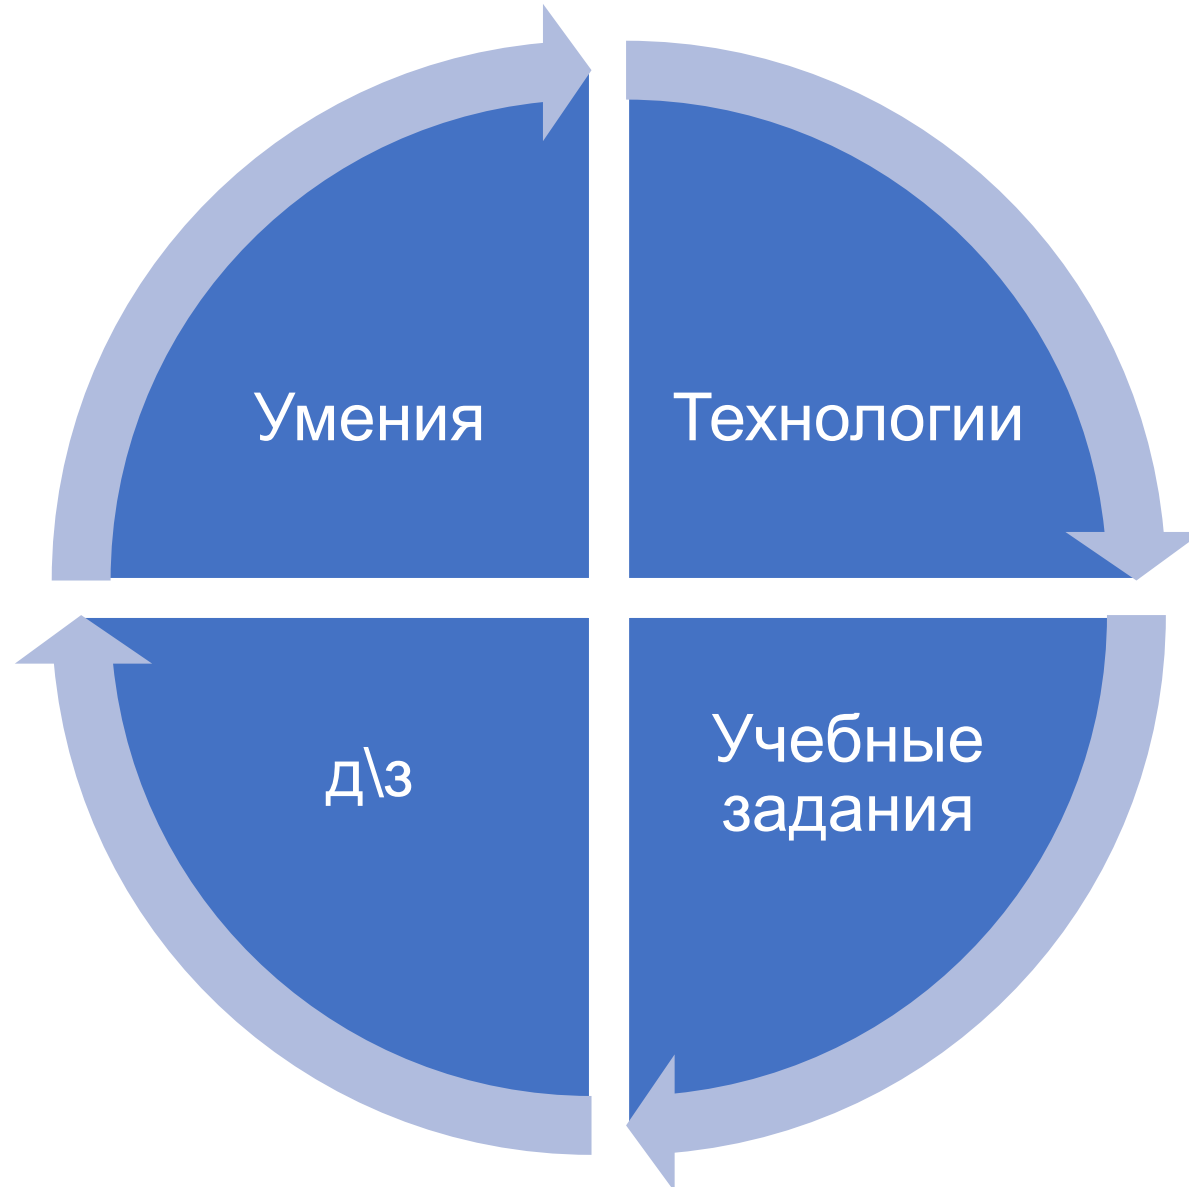 Умения
Технологии
д\з
Учебные
задания